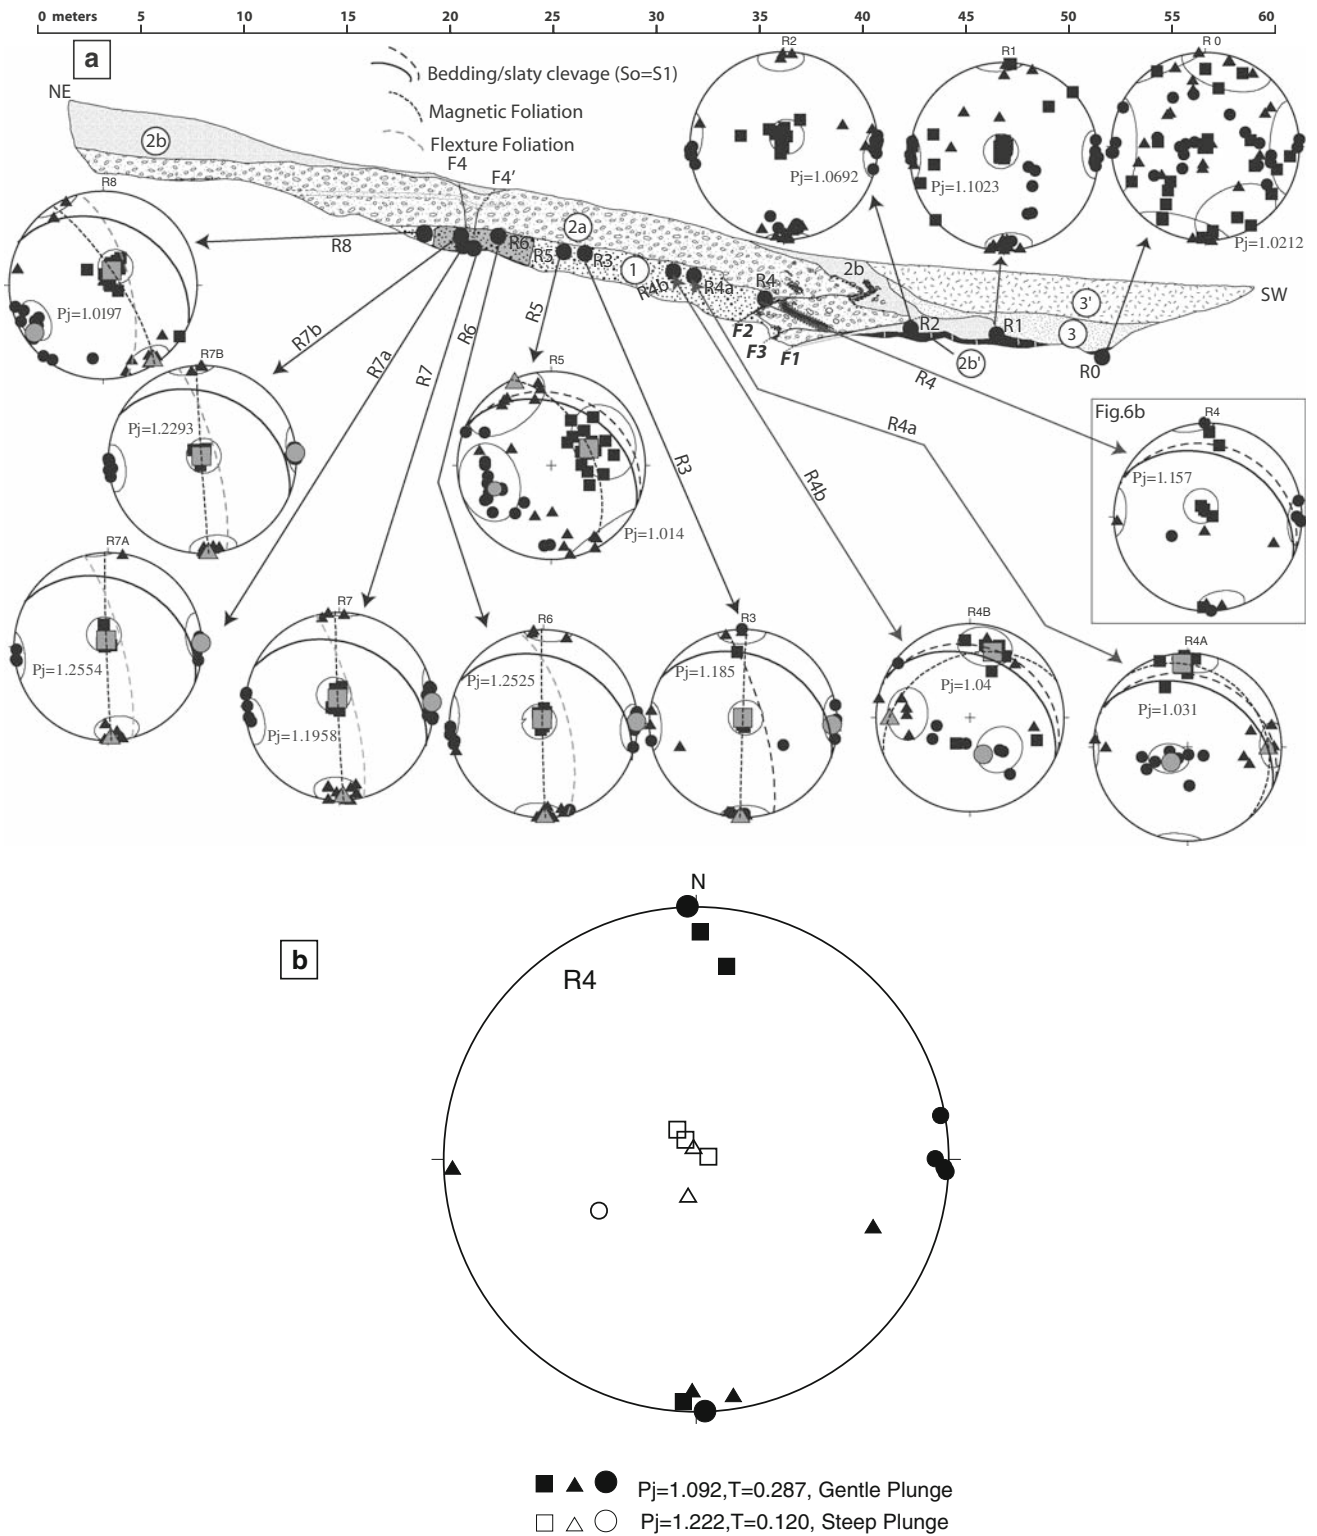 0 meters 5 10 15 20 25 30 35 40 45 50 55 60
a
NE
Bedding/slaty clevage (So=S1)
Magnetic Foliation
Flexture Foliation
F4
F4'
2b
2a
1
2b
3'
3
2b'
SW
R8
R6
R5
R3
R4b
R4a
R4
F2
F3
F1
R2
R1
R0
R2
Pj=1.0692
R1
Pj=1.1023
R 0
Pj=1.0212
R8
Pj=1.0197
R7b
R7a
R7
R6
R5
R3
R4b
R4a
R4
R7B
Pj=1.2293
R5
Pj=1.014
Fig.6b
R4
Pj=1.157
R7A
Pj=1.2554
R7
Pj=1.1958
R6
Pj=1.2525
R3
Pj=1.185
R4B
Pj=1.04
R4A
Pj=1.031
b
N
R4
Pj=1.092,T=0.287, Gentle Plunge
Pj=1.222,T=0.120, Steep Plunge